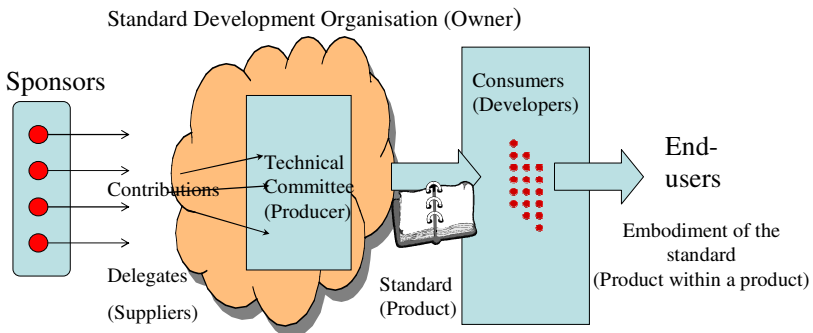 Standard Development Organisation (Owner)
Sponsors
Contributions
Delegates
(Suppliers)
Technical
Committee
(Producer)
Standard
(Product)
Consumers
(Developers)
End-
users
Embodiment of the
standard
(Product within a product)